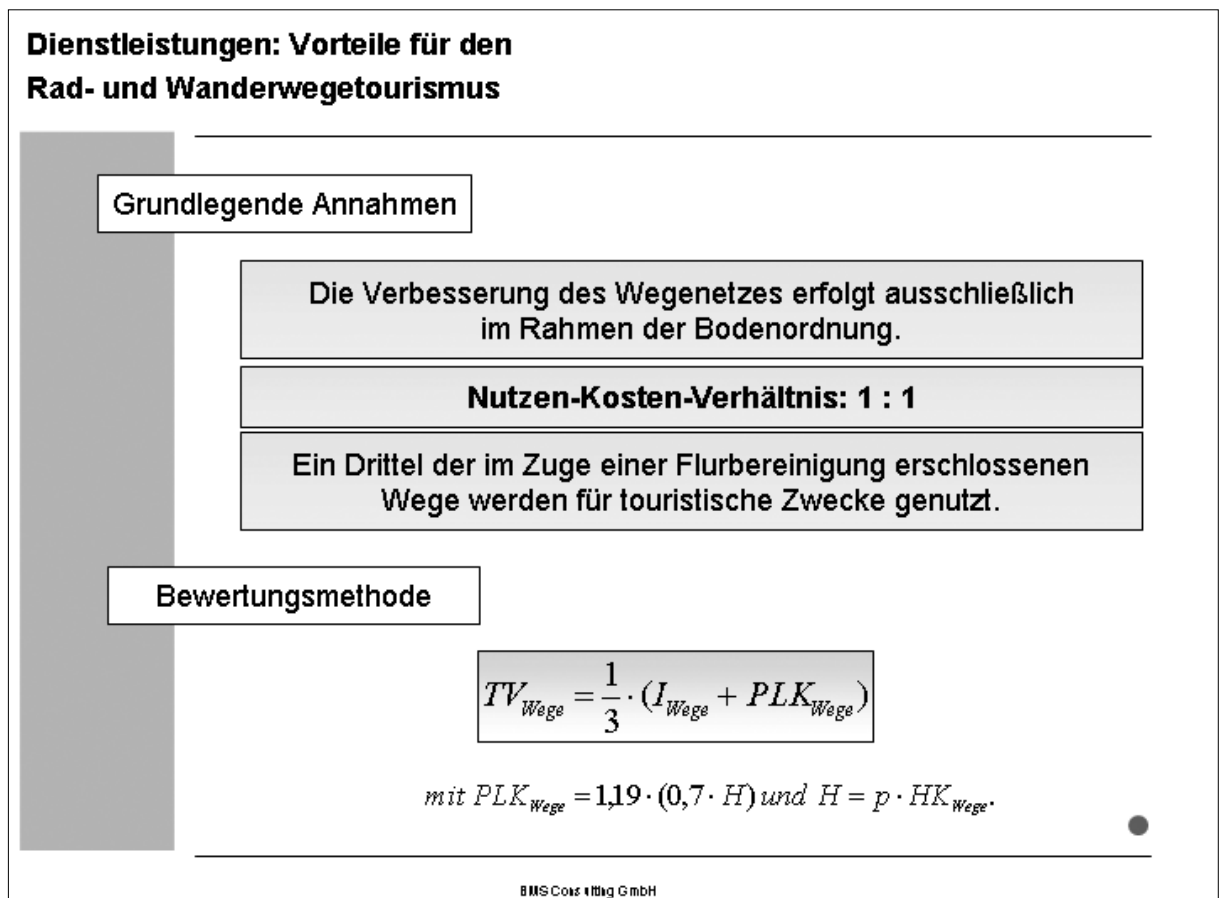 Dienstleistungen: Vorteile für den
Rad- und Wanderwegetourismus
Grundlegende Annahmen
Die Verbesserung des Wegenetzes erfolgt ausschließlich
im Rahmen der Bodenordnung.
Nutzen-Kosten-Verhältnis: 1 : 1
Ein Drittel der im Zuge einer Flurbereinigung erschlossenen
Wege werden für touristische Zwecke genutzt.
Bewertungsmethode
TV_Wege = 1/3 · (I_Wege + PLK_Wege)
mit PLK_Wege = 1,19 · (0,7 · H) und H = p · HK_Wege.
BMS Consulting GmbH